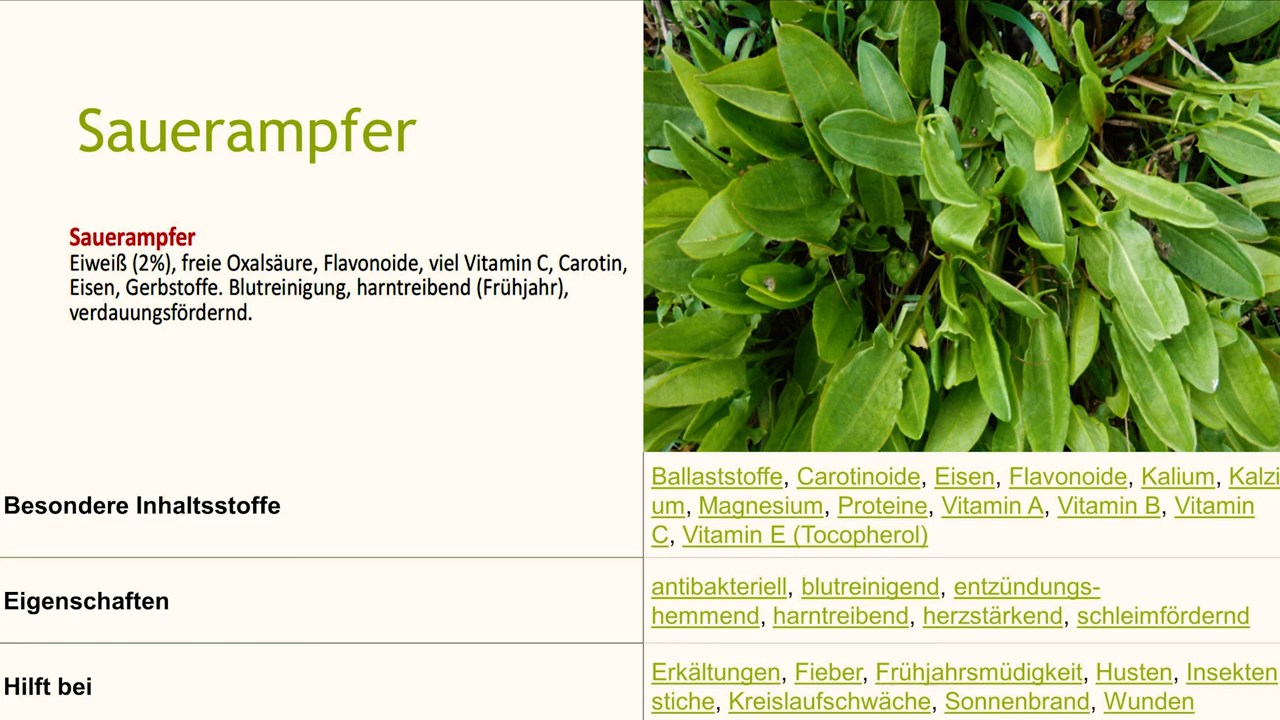 Sauerampfer
Sauerampfer
Eiweiß (2%), freie Oxalsäure, Flavonoide, viel Vitamin C, Carotin,
Eisen, Gerbstoffe. Blutreinigung, harntreibend (Frühjahr),
verdauungsfördernd.
Besondere Inhaltsstoffe
Ballaststoffe, Carotinoide, Eisen, Flavonoide, Kalium, Kalzi
um, Magnesium, Proteine, Vitamin A, Vitamin B, Vitamin
C, Vitamin E (Tocopherol)
Eigenschaften
antibakteriell, blutreinigend, entzündungs-
hemmend, harntreibend, herzstärkend, schleimfördernd
Hilft bei
Erkältungen, Fieber, Frühjahrsmüdigkeit, Husten, Insekten
stiche, Kreislaufschwäche, Sonnenbrand, Wunden